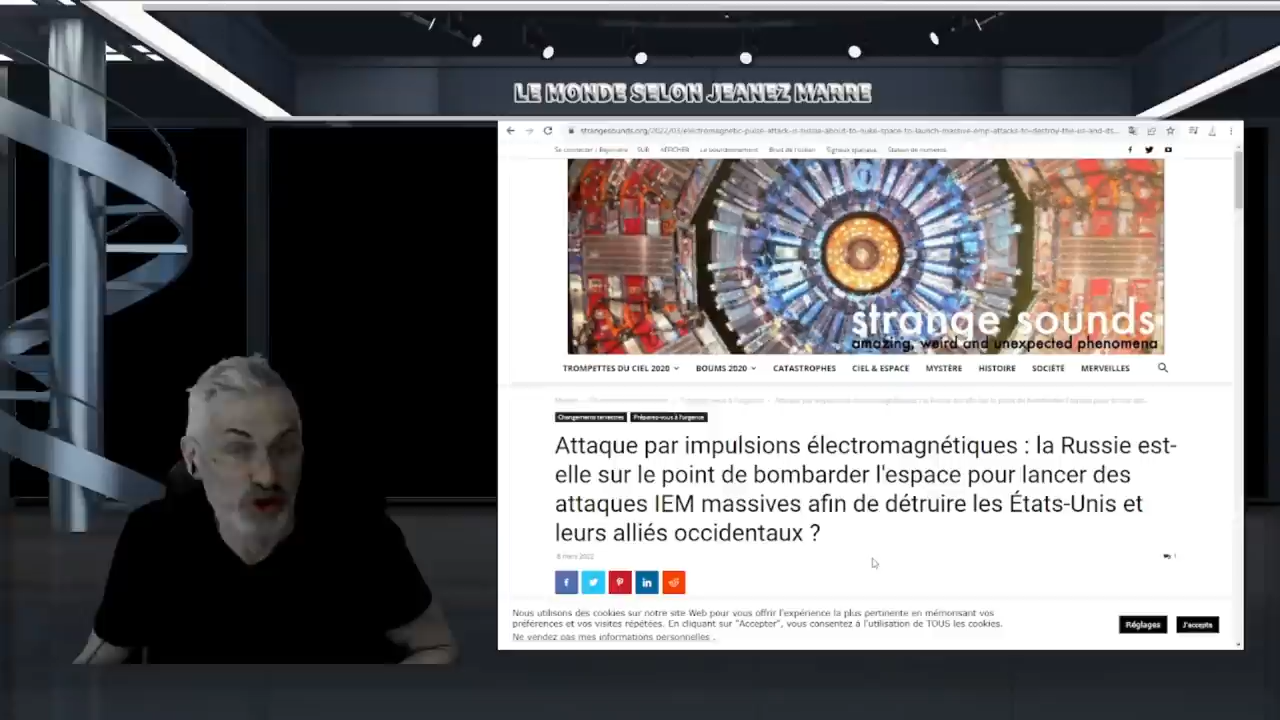 LE MONDE SELON JEANEZ MARRE
strangesounds.org/2022/03/electromagnetic-pulse-attack-is-russia-about-to-nuke-space-to-launch-massive-emp-attacks-to-destroy-the-us-and-its...
Se connecter / Rejoindre SUR AFFICHER Le bourdonnement Bruit de l'océan Signaux spatiaux Station de numéros
strange sounds
amazing, weird and unexpected phenomena
TROMPETTES DU CIEL 2020 BOUMS 2020 CATASTROPHES CIEL & ESPACE MYSTÈRE HISTOIRE SOCIÉTÉ MERVEILLES
Changements terrestres Préparez-vous à l'urgence
Attaque par impulsions électromagnétiques : la Russie est-
elle sur le point de bombarder l'espace pour lancer des
attaques IEM massives afin de détruire les États-Unis et
leurs alliés occidentaux ?
8 mars 2022 1
Nous utilisons des cookies sur notre site Web pour vous offrir l'expérience la plus pertinente en mémorisant vos
préférences et vos visites répétées. En cliquant sur "Accepter", vous consentez à l'utilisation de TOUS les cookies.
Ne vendez pas mes informations personnelles .
Réglages J'accepte